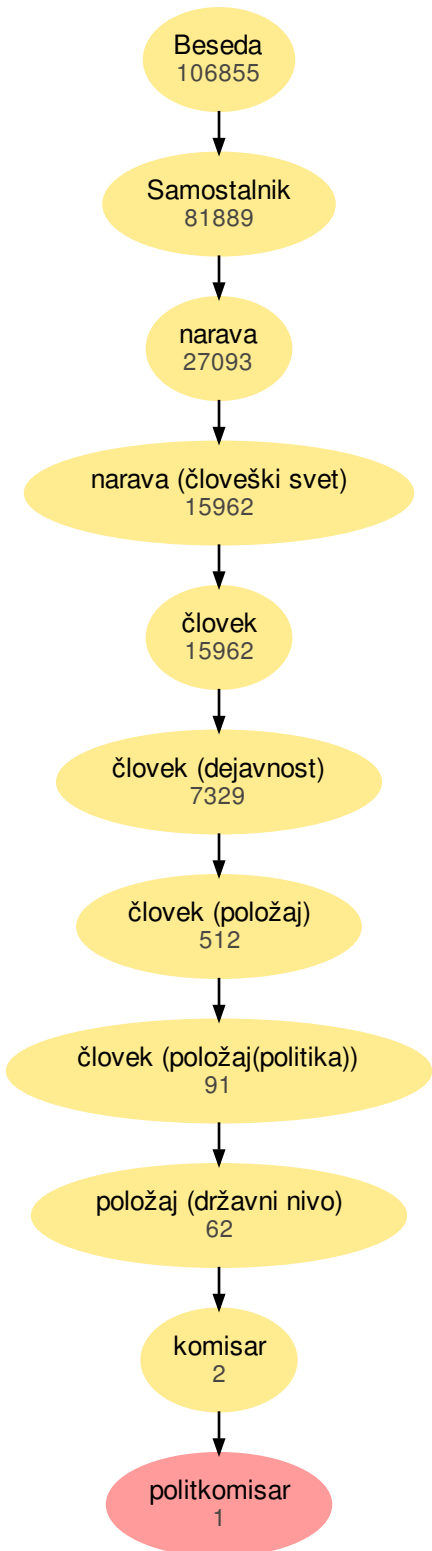 Beseda
106855
Samostalnik
81889
narava
27093
narava (človeški svet)
15962
človek
15962
človek (dejavnost)
7329
človek (položaj)
512
človek (položaj(politika))
91
položaj (državni nivo)
62
komisar
2
politkomisar
1